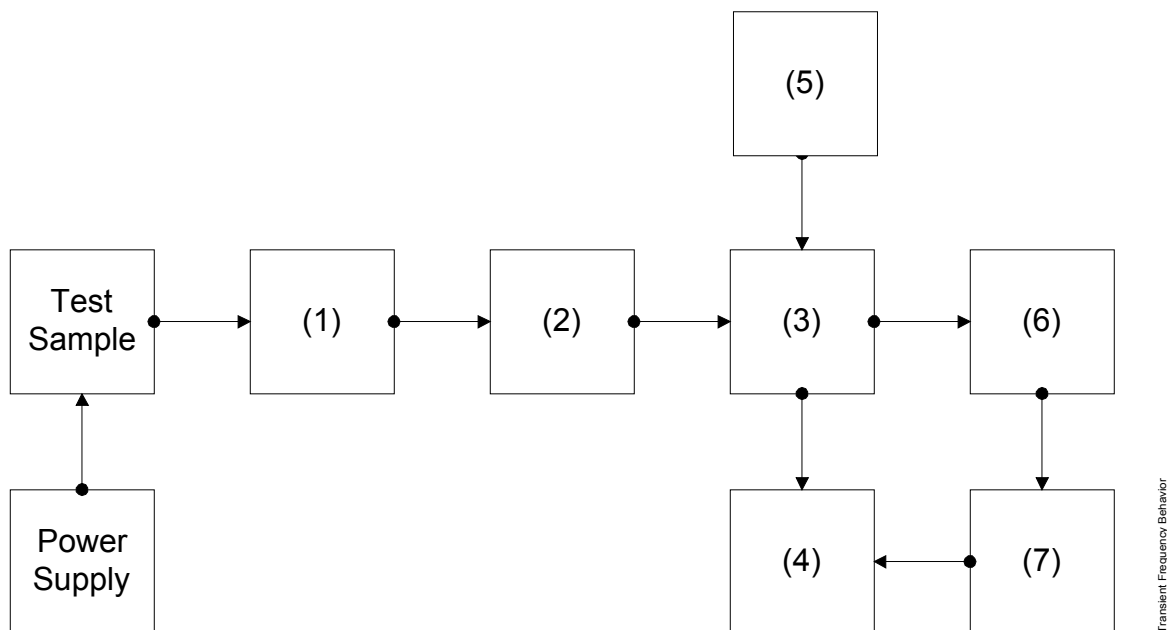 (5)
Test
Sample
(1)
(2)
(3)
(6)
Power
Supply
(4)
(7)
Transient Frequency Behavior